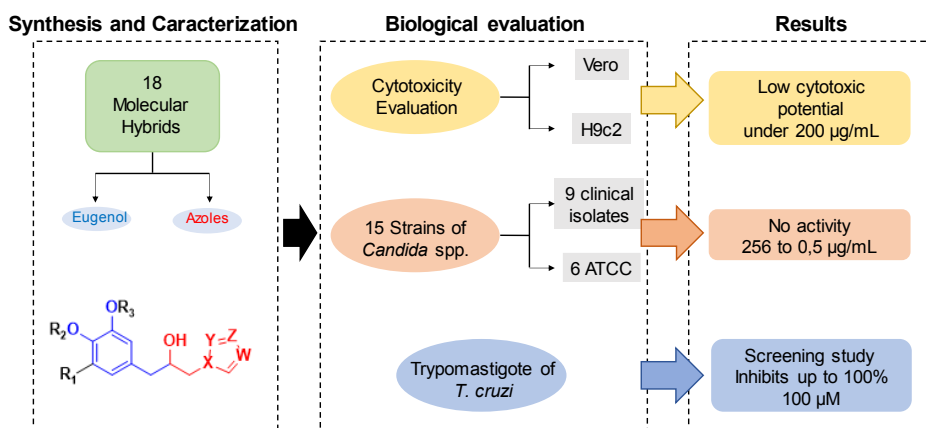 Synthesis and Caracterization
18
Molecular
Hybrids
Eugenol
Azoles
OR3
R2O
OH
Y
Z
X
W
R1
Biological evaluation
Cytotoxicity
Evaluation
Vero
H9c2
15 Strains of
Candida spp.
9 clinical
isolates
6 ATCC
Trypomastigote of
T. cruzi
Results
Low cytotoxic
potential
under 200 µg/mL
No activity
256 to 0,5 µg/mL
Screening study
Inhibits up to 100%
100 µM